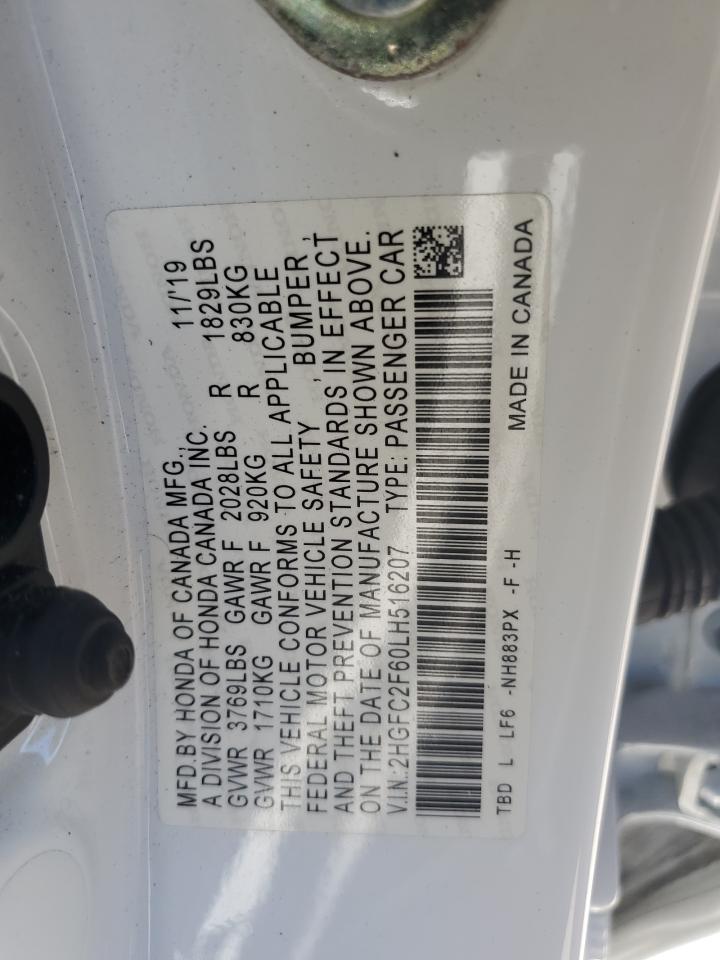 MFD.BY HONDA OF CANADA MFG., 11/'19
A DIVISION OF HONDA CANADA INC.
GVWR 3769LBS GAWR F 2028LBS R 1829LBS
GVWR 1710KG GAWR F 920KG R 830KG
THIS VEHICLE CONFORMS TO ALL APPLICABLE
FEDERAL MOTOR VEHICLE SAFETY , BUMPER ,
AND THEFT PREVENTION STANDARDS, IN EFFECT
ON THE DATE OF MANUFACTURE SHOWN ABOVE.
V.I.N.:2HGFC2F60LH516207 TYPE: PASSENGER CAR
TBD L LF6 -NH883PX -F -H MADE IN CANADA